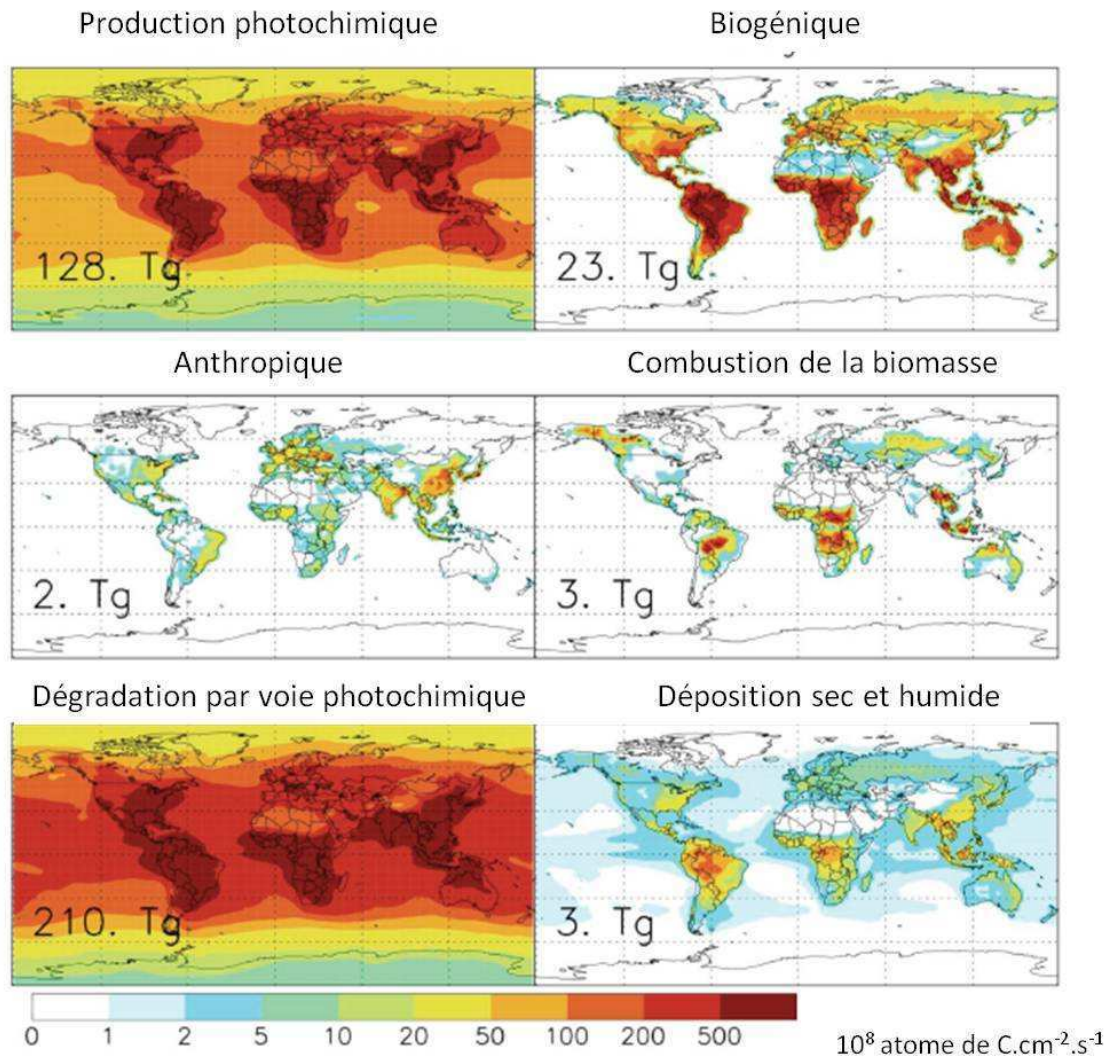 Production photochimique
Biogénique
128. Tg
23. Tg
Anthropique
Combustion de la biomasse
2. Tg
3. Tg
Dégradation par voie photochimique
Déposition sec et humide
210. Tg
3. Tg
0 1 2 5 10 20 50 100 200 500
10⁸ atome de C.cm⁻².s⁻¹